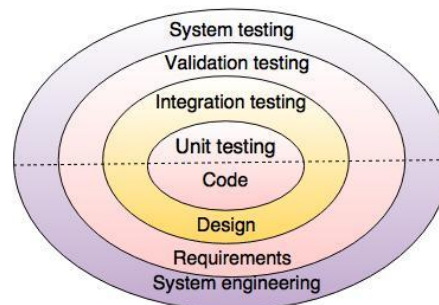 System testing
Validation testing
Integration testing
Unit testing
Code
Design
Requirements
System engineering